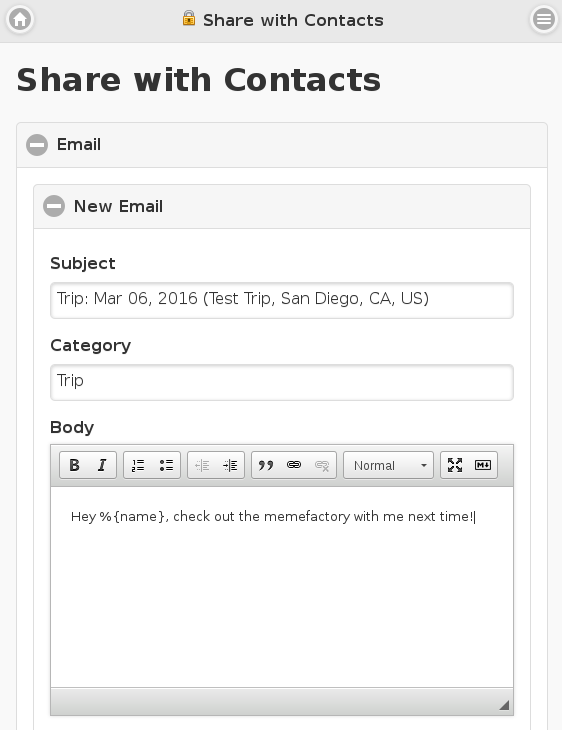 Share with Contacts
Share with Contacts
Email
New Email
Subject
Trip: Mar 06, 2016 (Test Trip, San Diego, CA, US)
Category
Trip
Body
B I Normal M
Hey %{name}, check out the memefactory with me next time!